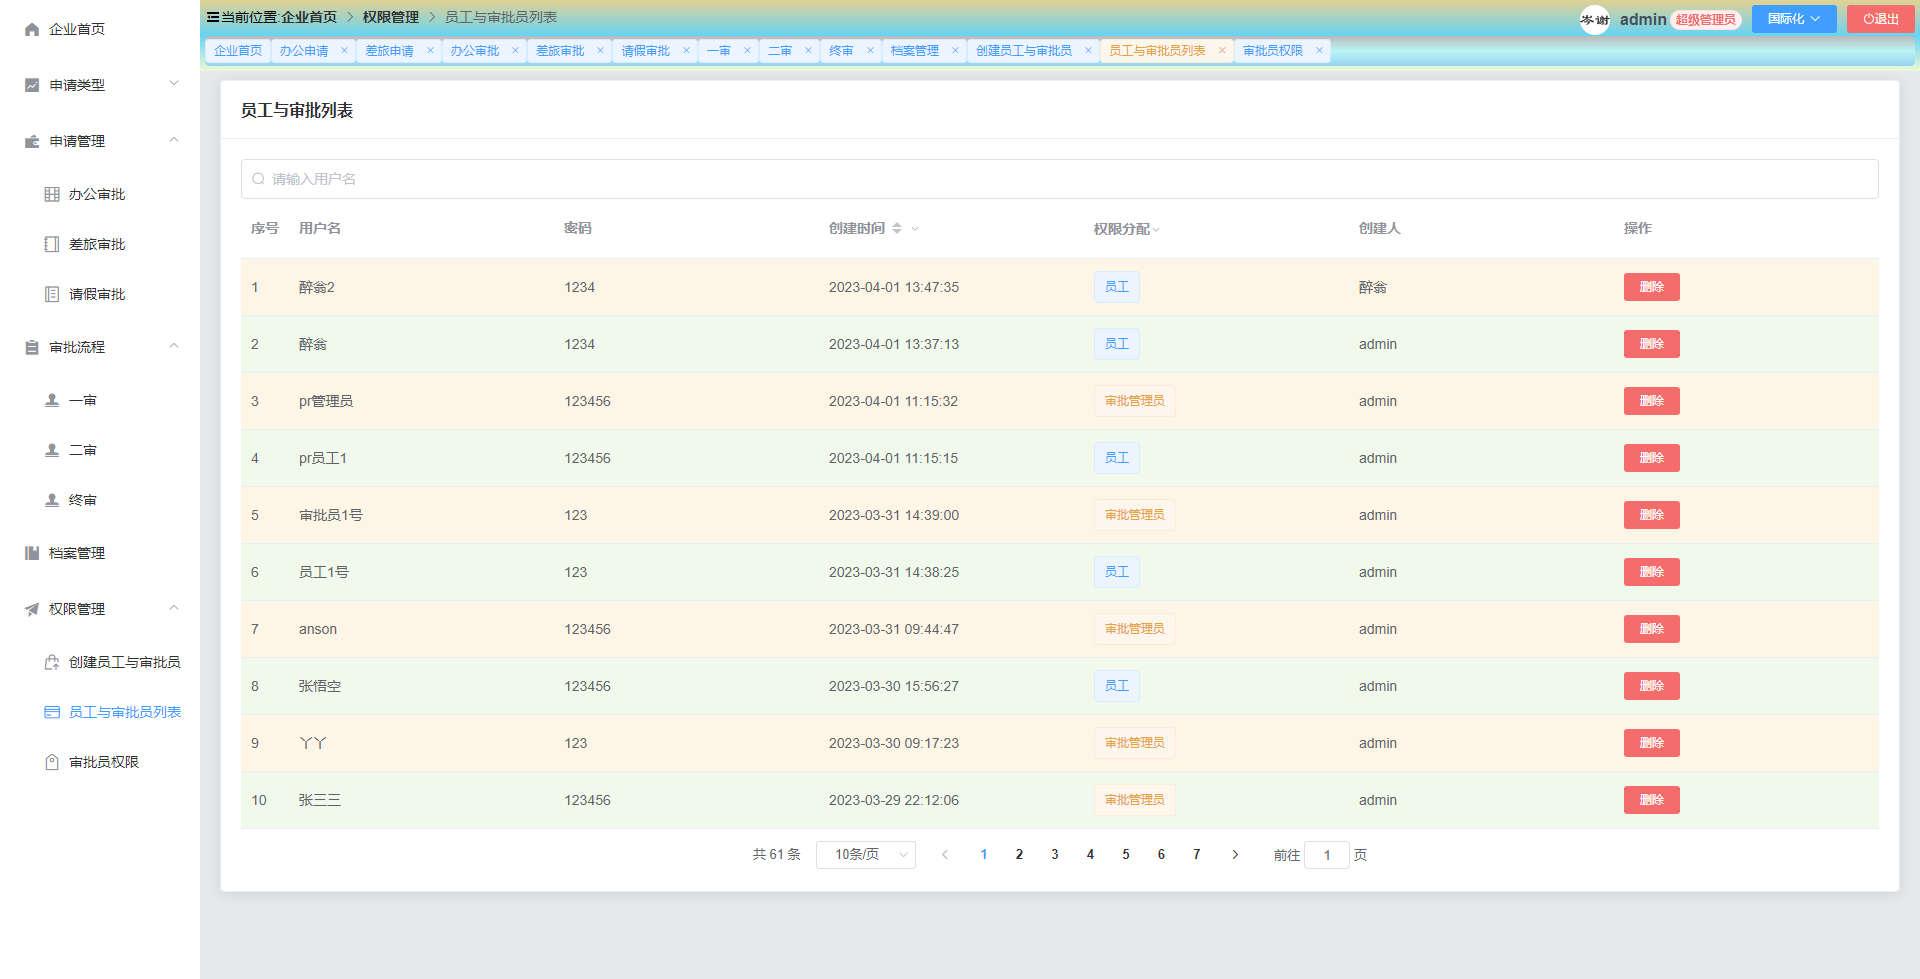 企业首页
申请类型
申请管理
办公审批
差旅审批
请假审批
审批流程
一审
二审
终审
档案管理
权限管理
创建员工与审批员
员工与审批员列表
审批员权限
当前位置:企业首页 权限管理 员工与审批员列表
admin 超级管理员 国际化 退出
企业首页 办公申请 差旅申请 办公审批 差旅审批 请假审批 一审 二审 终审 档案管理 创建员工与审批员 员工与审批员列表 审批员权限
员工与审批列表
请输入用户名
序号 用户名 密码 创建时间 权限分配 创建人 操作
1 醉翁2 1234 2023-04-01 13:47:35 员工 醉翁 删除
2 醉翁 1234 2023-04-01 13:37:13 员工 admin 删除
3 pr管理员 123456 2023-04-01 11:15:32 审批管理员 admin 删除
4 pr员工1 123456 2023-04-01 11:15:15 员工 admin 删除
5 审批员1号 123 2023-03-31 14:39:00 审批管理员 admin 删除
6 员工1号 123 2023-03-31 14:38:25 员工 admin 删除
7 anson 123456 2023-03-31 09:44:47 审批管理员 admin 删除
8 张悟空 123456 2023-03-30 15:56:27 员工 admin 删除
9 丫丫 123 2023-03-30 09:17:23 审批管理员 admin 删除
10 张三三 123456 2023-03-29 22:12:06 审批管理员 admin 删除
共 61 条 10条/页 1 2 3 4 5 6 7 前往 1 页